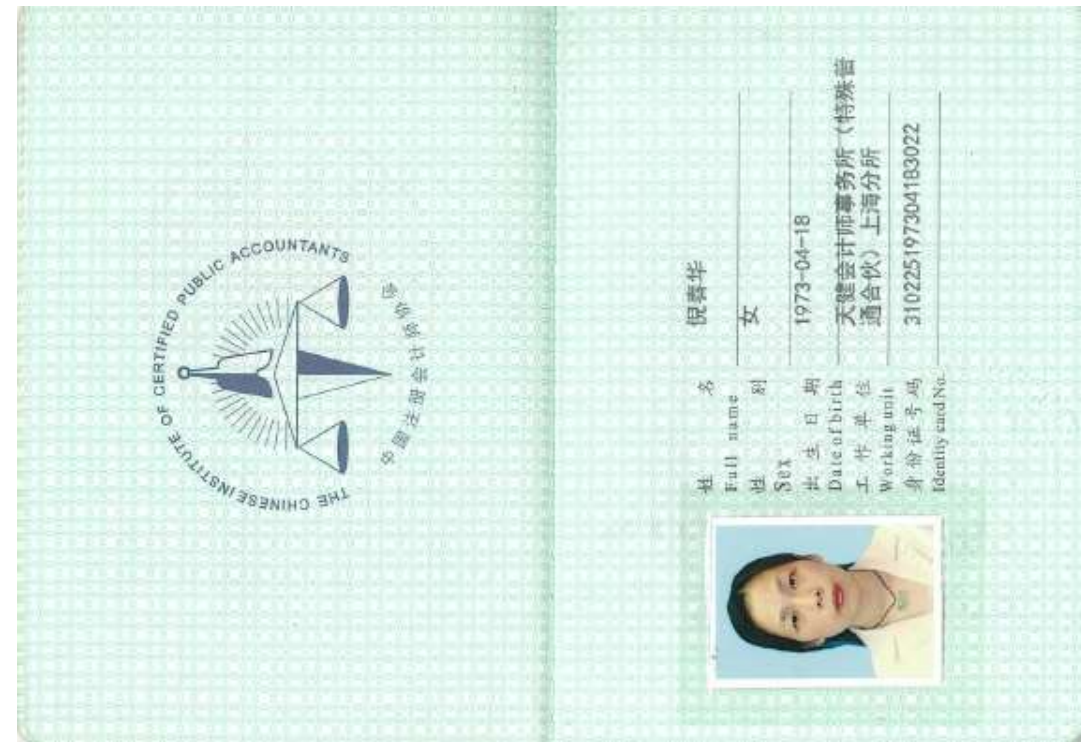 THE CHINESE INSTITUTE OF CERTIFIED PUBLIC ACCOUNTANTS
中国注册会计师协会
姓 名 倪春华
Full name
性 别 女
Sex
出生日期 1973-04-18
Date of birth
工作单位 天健会计师事务所（特殊普
Working unit 通合伙）上海分所
身份证号码 310225197304183022
Identity card No.